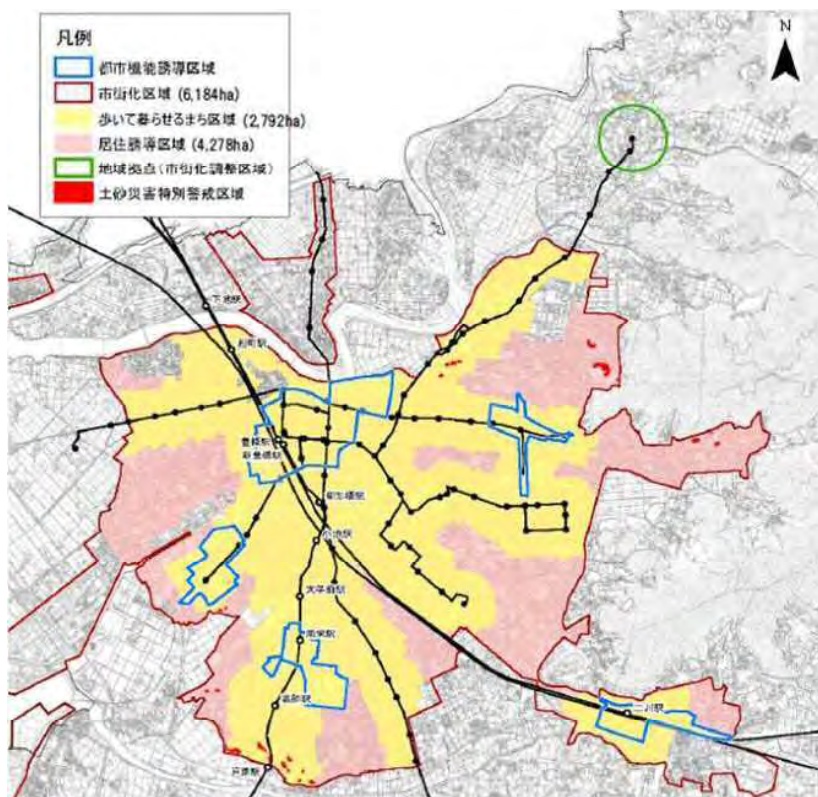 凡例
都市機能誘導区域
市街化区域 (6,184ha)
歩いて暮らせるまち区域 (2,792ha)
居住誘導区域 (4,278ha)
地域拠点(市街化調整区域)
土砂災害特別警戒区域
N
下地駅
船町駅
豊橋駅
新豊橋駅
柳生橋駅
小池駅
大学前駅
南栄駅
高師駅
芦原駅
二川駅